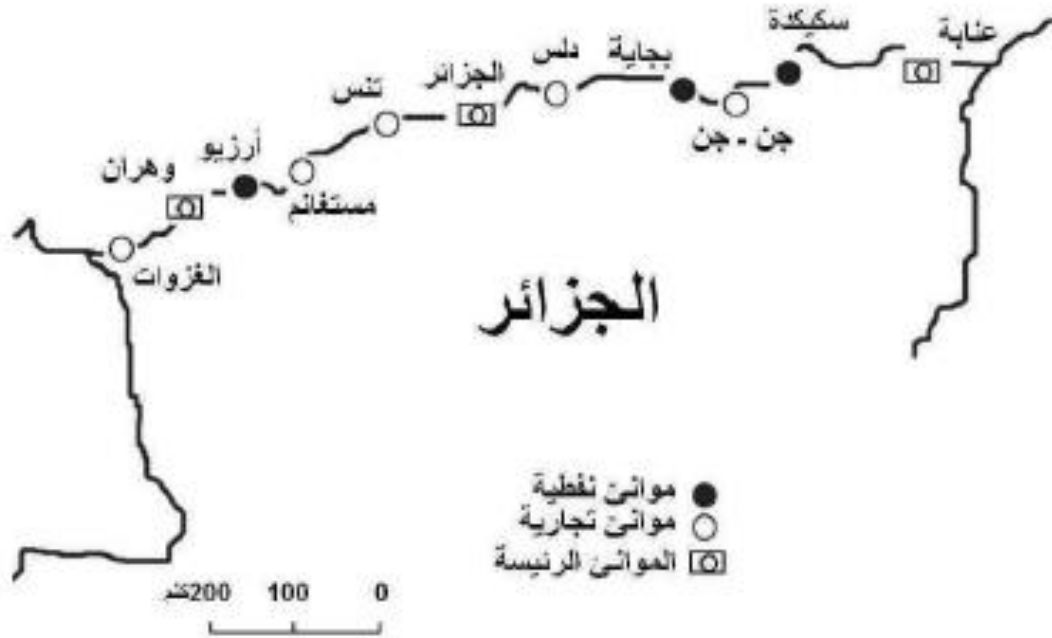 عنابة
سكيكدة
بجاية
دلس
الجزائر
تنس
أرزيو
وهران
جن - جن
مستغانم
الغزوات
الجزائر
موانئ نفطية
موانئ تجارية
الموانئ الرئيسة
0 100 200كلم